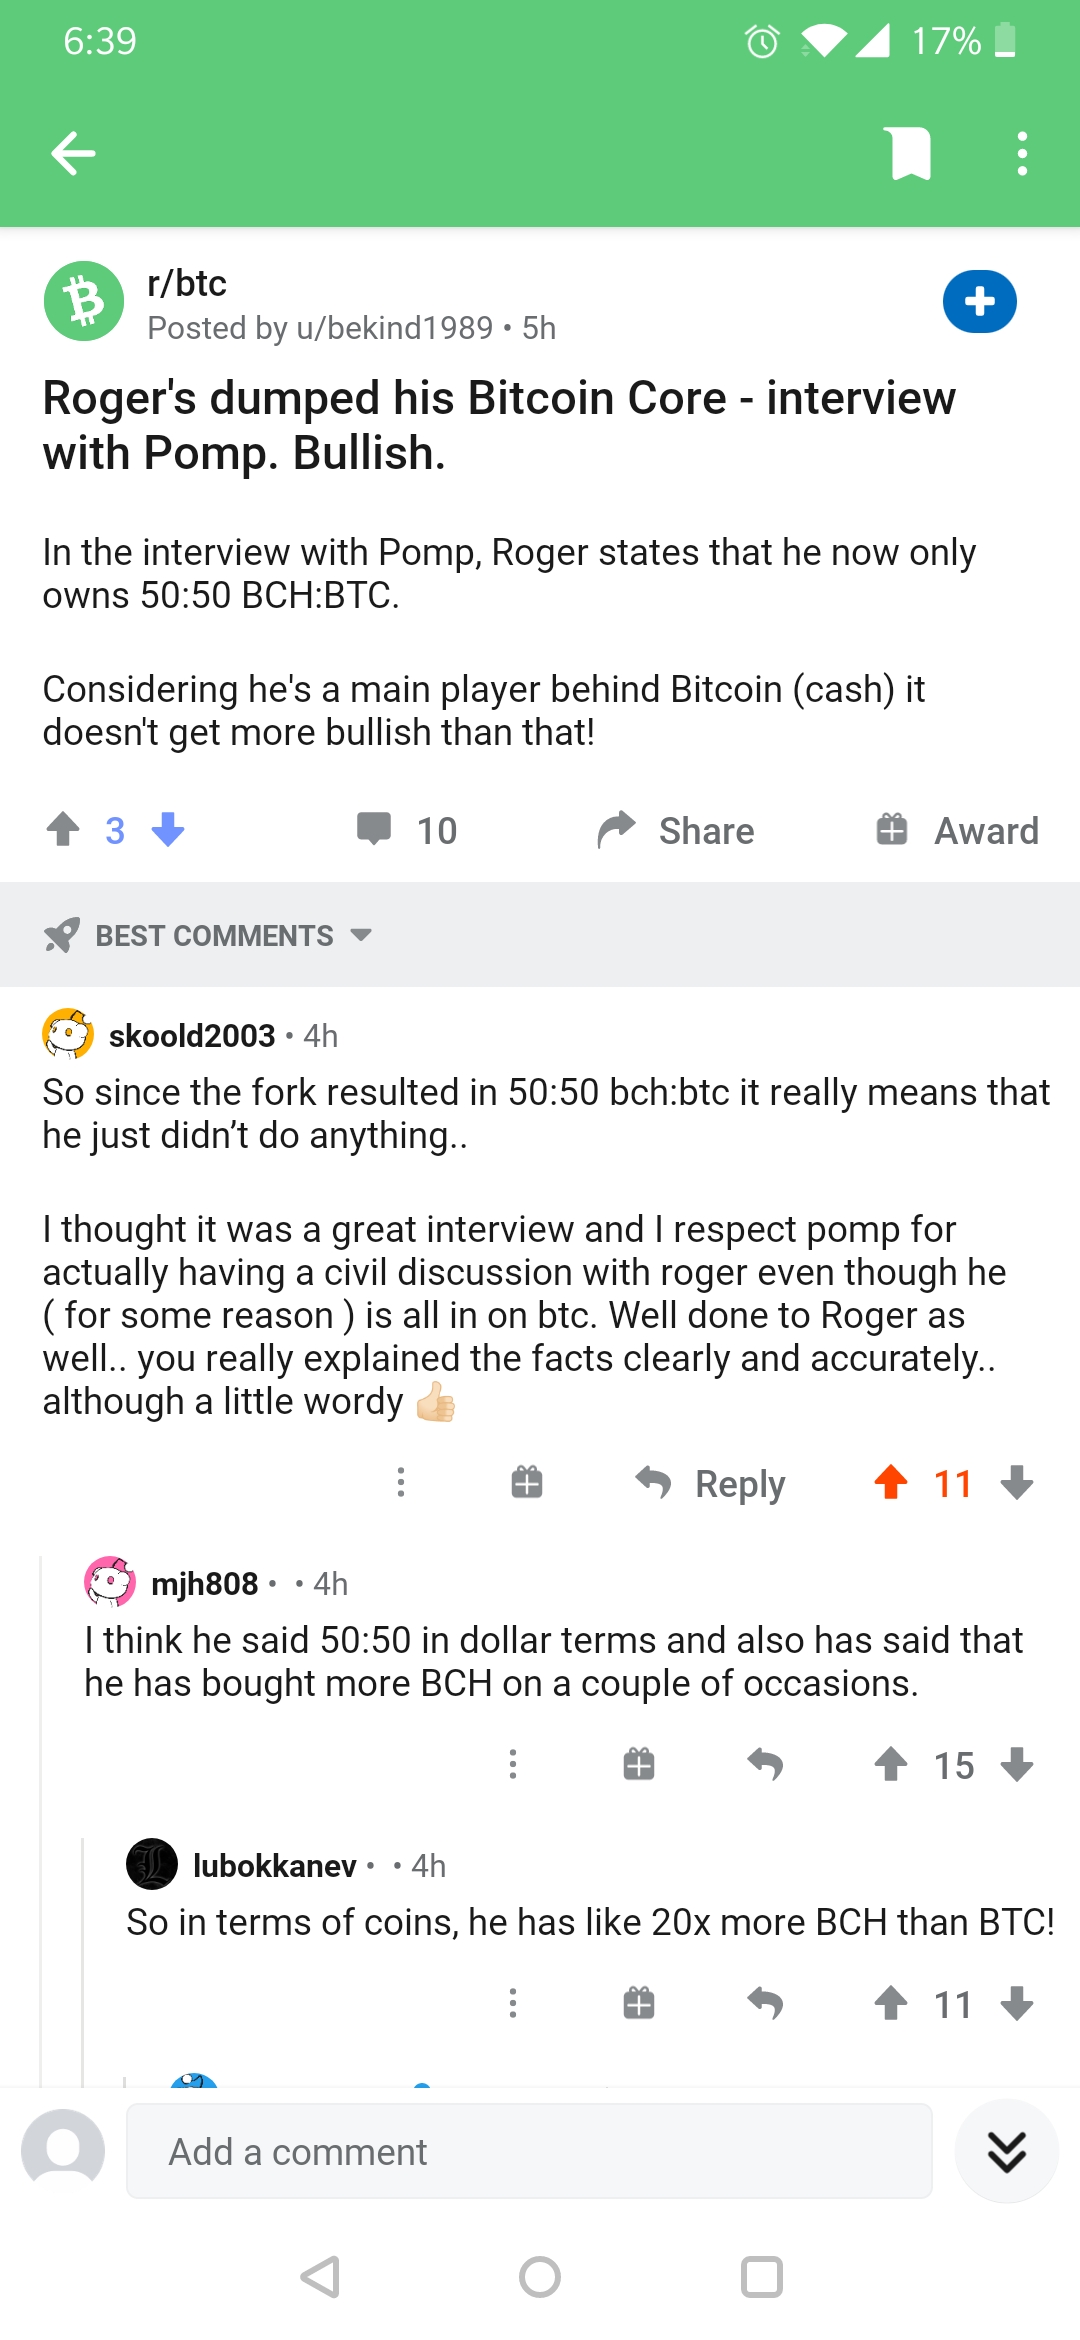 6:39
17%
r/btc
Posted by u/bekind1989 • 5h
Roger's dumped his Bitcoin Core - interview
with Pomp. Bullish.
In the interview with Pomp, Roger states that he now only
owns 50:50 BCH:BTC.
Considering he's a main player behind Bitcoin (cash) it
doesn't get more bullish than that!
3
10
Share
Award
BEST COMMENTS
skoold2003 • 4h
So since the fork resulted in 50:50 bch:btc it really means that
he just didn’t do anything..
I thought it was a great interview and I respect pomp for
actually having a civil discussion with roger even though he
( for some reason ) is all in on btc. Well done to Roger as
well.. you really explained the facts clearly and accurately..
although a little wordy 👍🏻
Reply
11
mjh808 • • 4h
I think he said 50:50 in dollar terms and also has said that
he has bought more BCH on a couple of occasions.
15
lubokkanev • • 4h
So in terms of coins, he has like 20x more BCH than BTC!
11
Add a comment